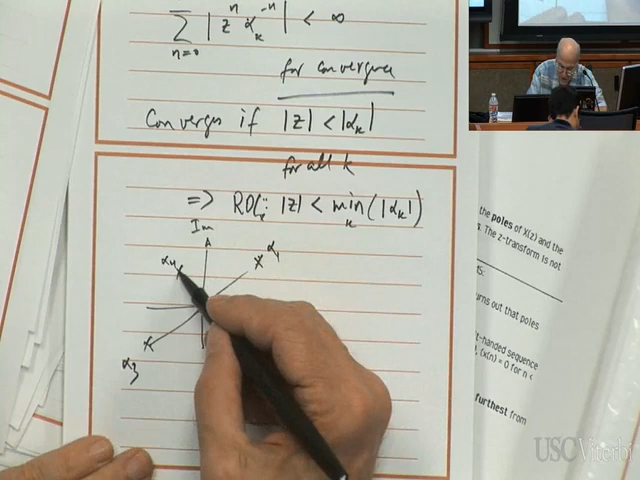 ∑ |z^n α_k^-n| < ∞
n=0
for convergence
Converges if |z| < |α_k|
for all k
=> ROC: |z| < min_k (|α_k|)
Im
α_1
α_4
α_3
the poles of X(z) and the
The z-transform is not
urns out that poles
t-handed sequence
(x(n) = 0 for n <
furthest from
USC Viterbi